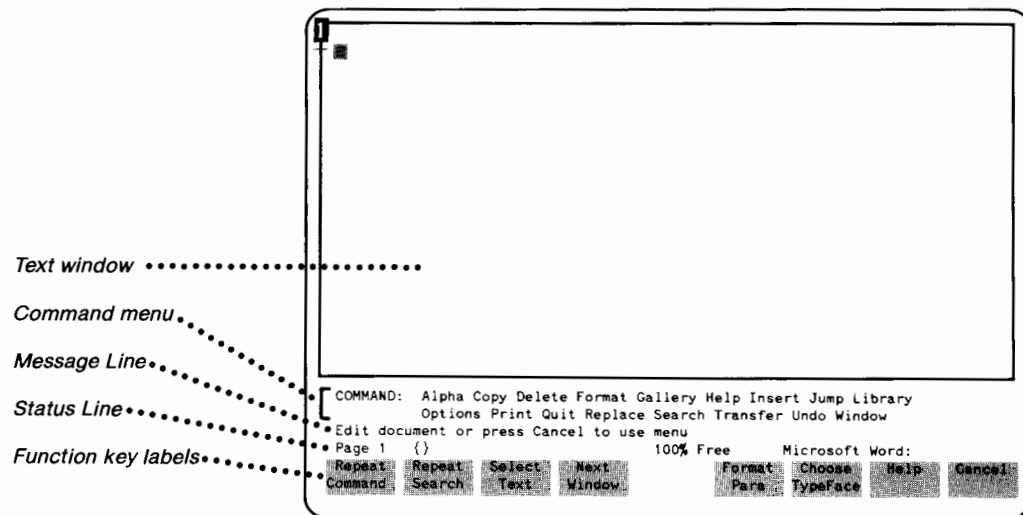 1
Text window
Command menu
Message Line
Status Line
Function key labels
COMMAND: Alpha Copy Delete Format Gallery Help Insert Jump Library
Options Print Quit Replace Search Transfer Undo Window
Edit document or press Cancel to use menu
Page 1 {} 100% Free Microsoft Word:
Repeat Command
Repeat Search
Select Text
Next Window
Format Para
Choose TypeFace
Help
Cancel